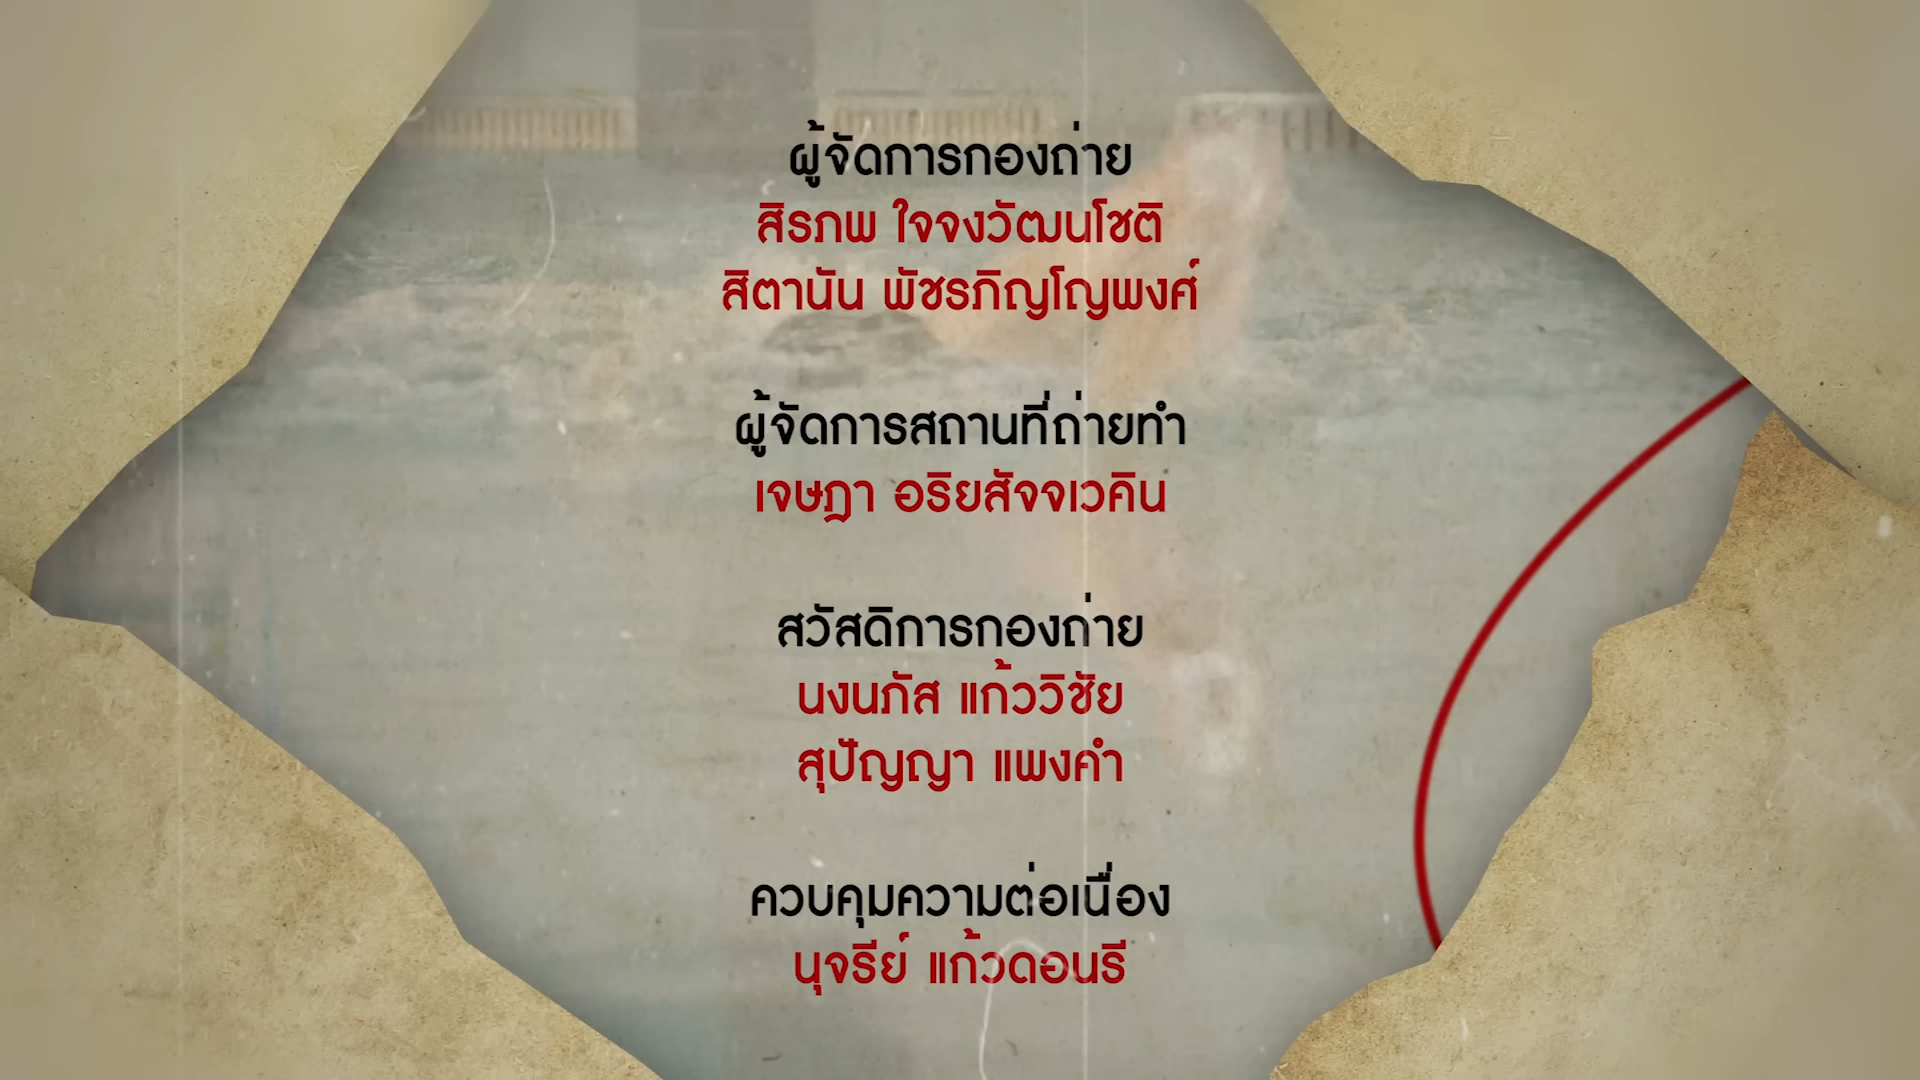 ผู้จัดการกองถ่าย
สิรภพ ใจจงวัฒนโชติ
สิตานัน พัชรภิญโญพงศ์
ผู้จัดการสถานที่ถ่ายทำ
เจษฎา อริยสัจจเวคิน
สวัสดิการกองถ่าย
นงนภัส แก้ววิชัย
สุปัญญา แพงคำ
ควบคุมความต่อเนื่อง
นุจรีย์ แก้วดอนรี